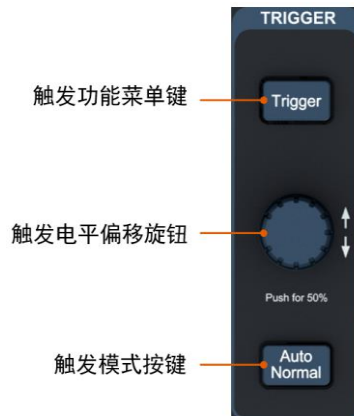 TRIGGER
触发功能菜单键
Trigger
触发电平偏移旋钮
Push for 50%
触发模式按键
Auto
Normal